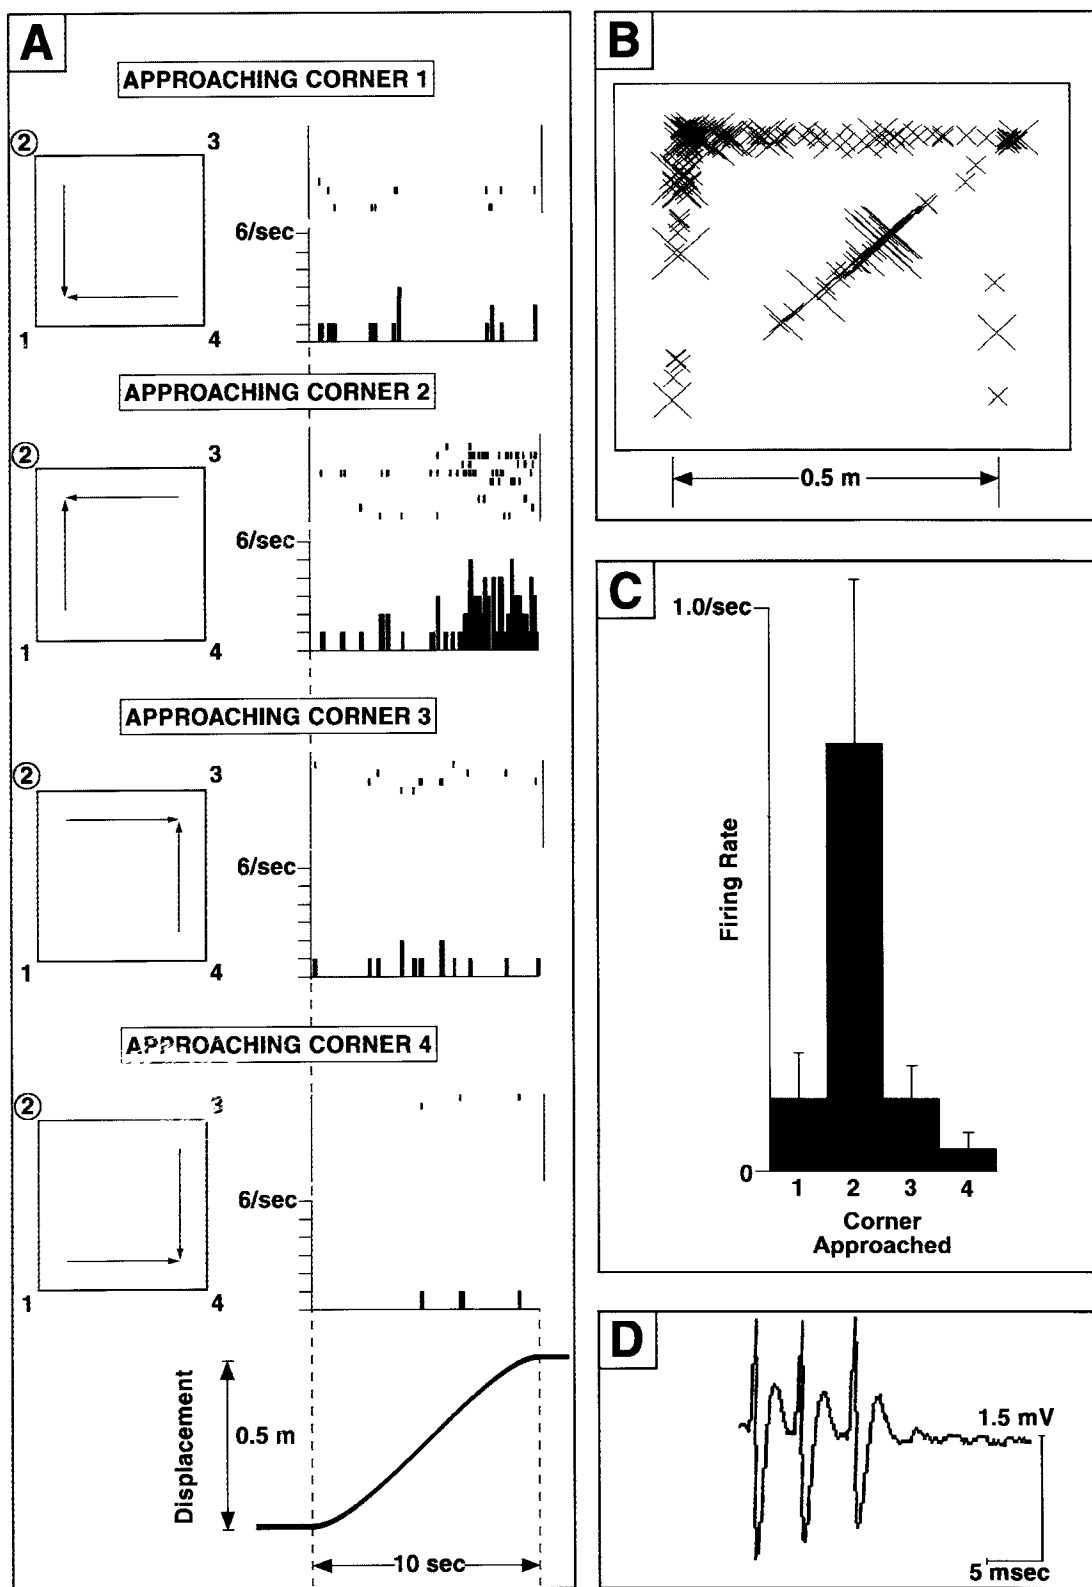 A
APPROACHING CORNER 1
2 3
1 4
6/sec
APPROACHING CORNER 2
2 3
1 4
6/sec
APPROACHING CORNER 3
2 3
1 4
6/sec
APPROACHING CORNER 4
2 3
1 4
6/sec
Displacement
0.5 m
10 sec
B
0.5 m
C
1.0/sec
Firing Rate
0
1 2 3 4
Corner
Approached
D
1.5 mV
5 msec